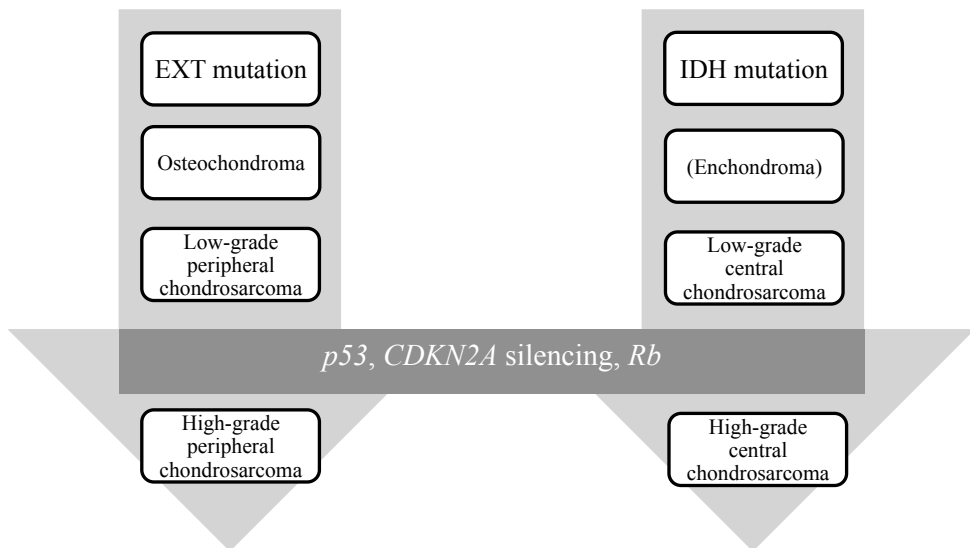 EXT mutation
Osteochondroma
Low-grade
peripheral
chondrosarcoma
IDH mutation
(Enchondroma)
Low-grade
central
chondrosarcoma
p53, CDKN2A silencing, Rb
High-grade
peripheral
chondrosarcoma
High-grade
central
chondrosarcoma